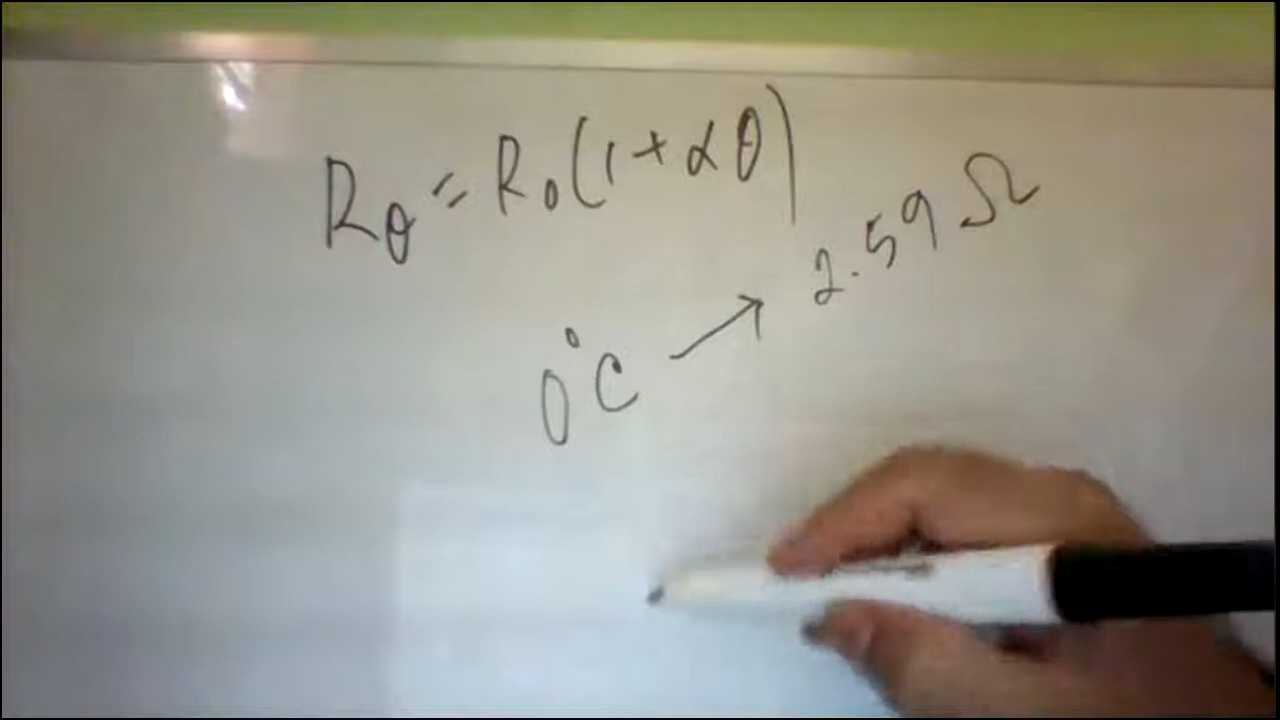 Rθ = R₀(1 + αθ)
0°C → 2.59 Ω